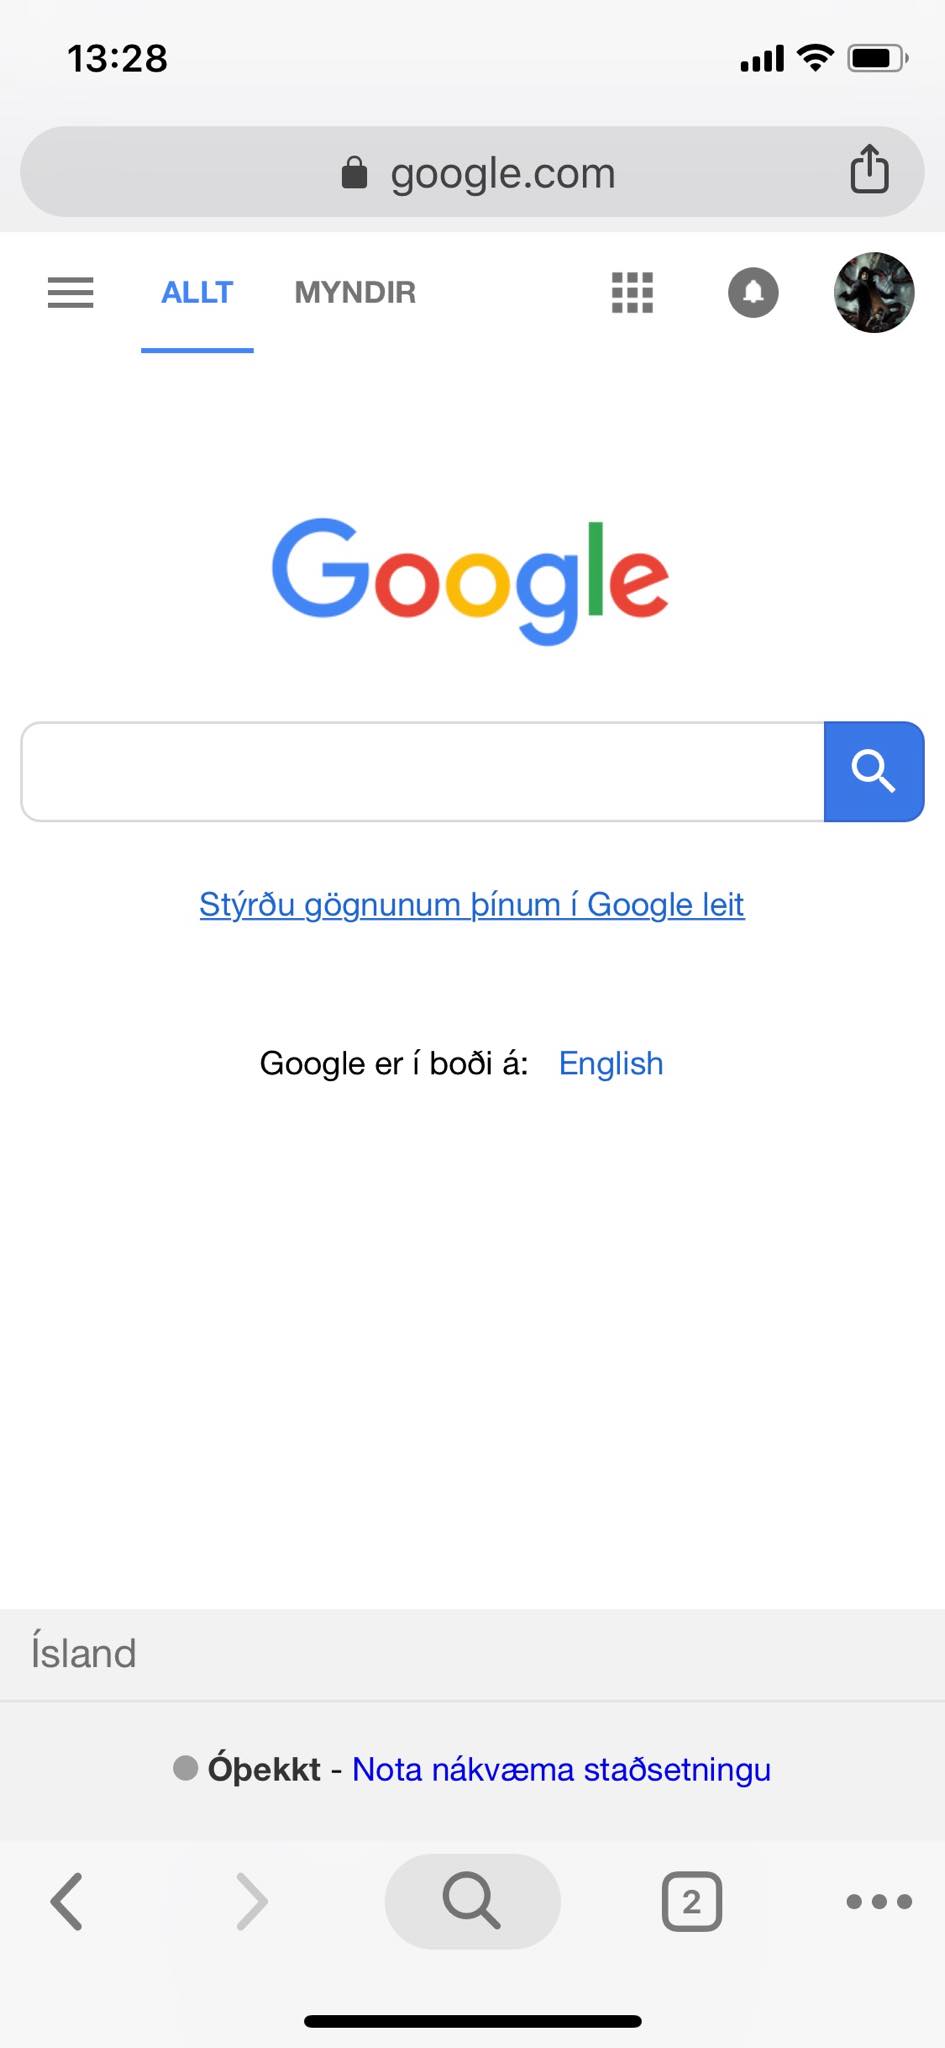 13:28
google.com
ALLT MYNDIR
Google
Stýrðu gögnunum þínum í Google leit
Google er í boði á: English
Ísland
Óþekkt - Nota nákvæma staðsetningu
2